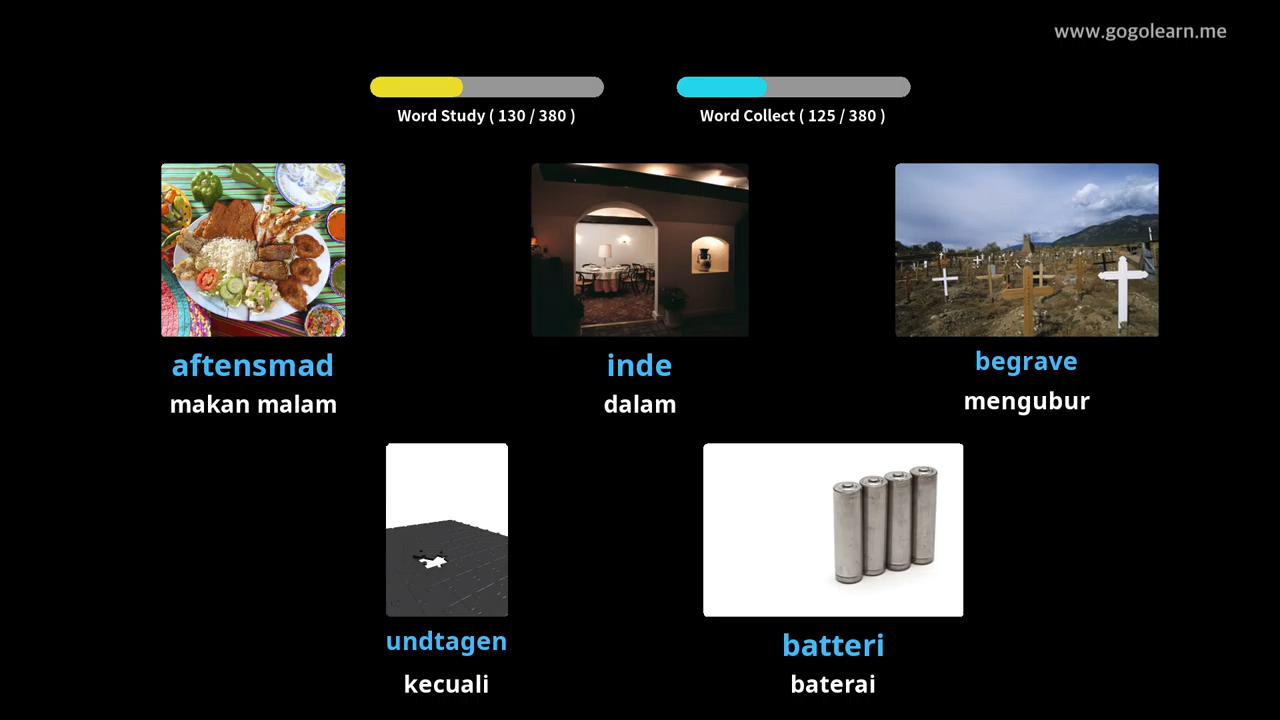 www.gogolearn.me
Word Study ( 130 / 380 )
Word Collect ( 125 / 380 )
aftensmad
makan malam
inde
dalam
begrave
mengubur
undtagen
kecuali
batteri
baterai